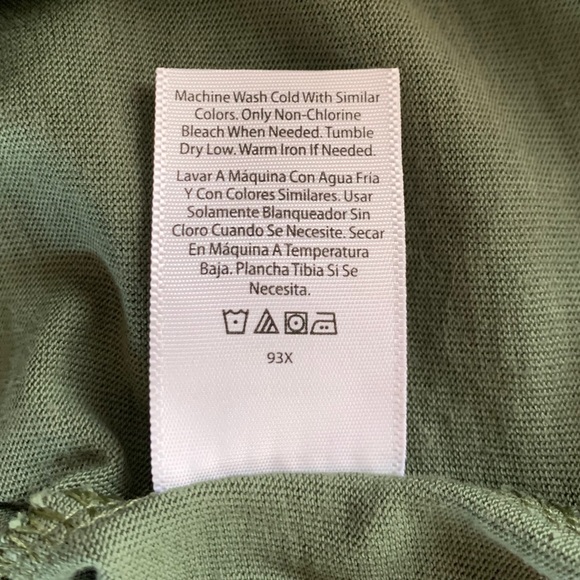 Machine Wash Cold With Similar
Colors. Only Non-Chlorine
Bleach When Needed. Tumble
Dry Low. Warm Iron If Needed.
Lavar A Máquina Con Agua Fría
Y Con Colores Similares. Usar
Solamente Blanqueador Sin
Cloro Cuando Se Necesite. Secar
En Máquina A Temperatura
Baja. Plancha Tibia Si Se
Necesita.
93X